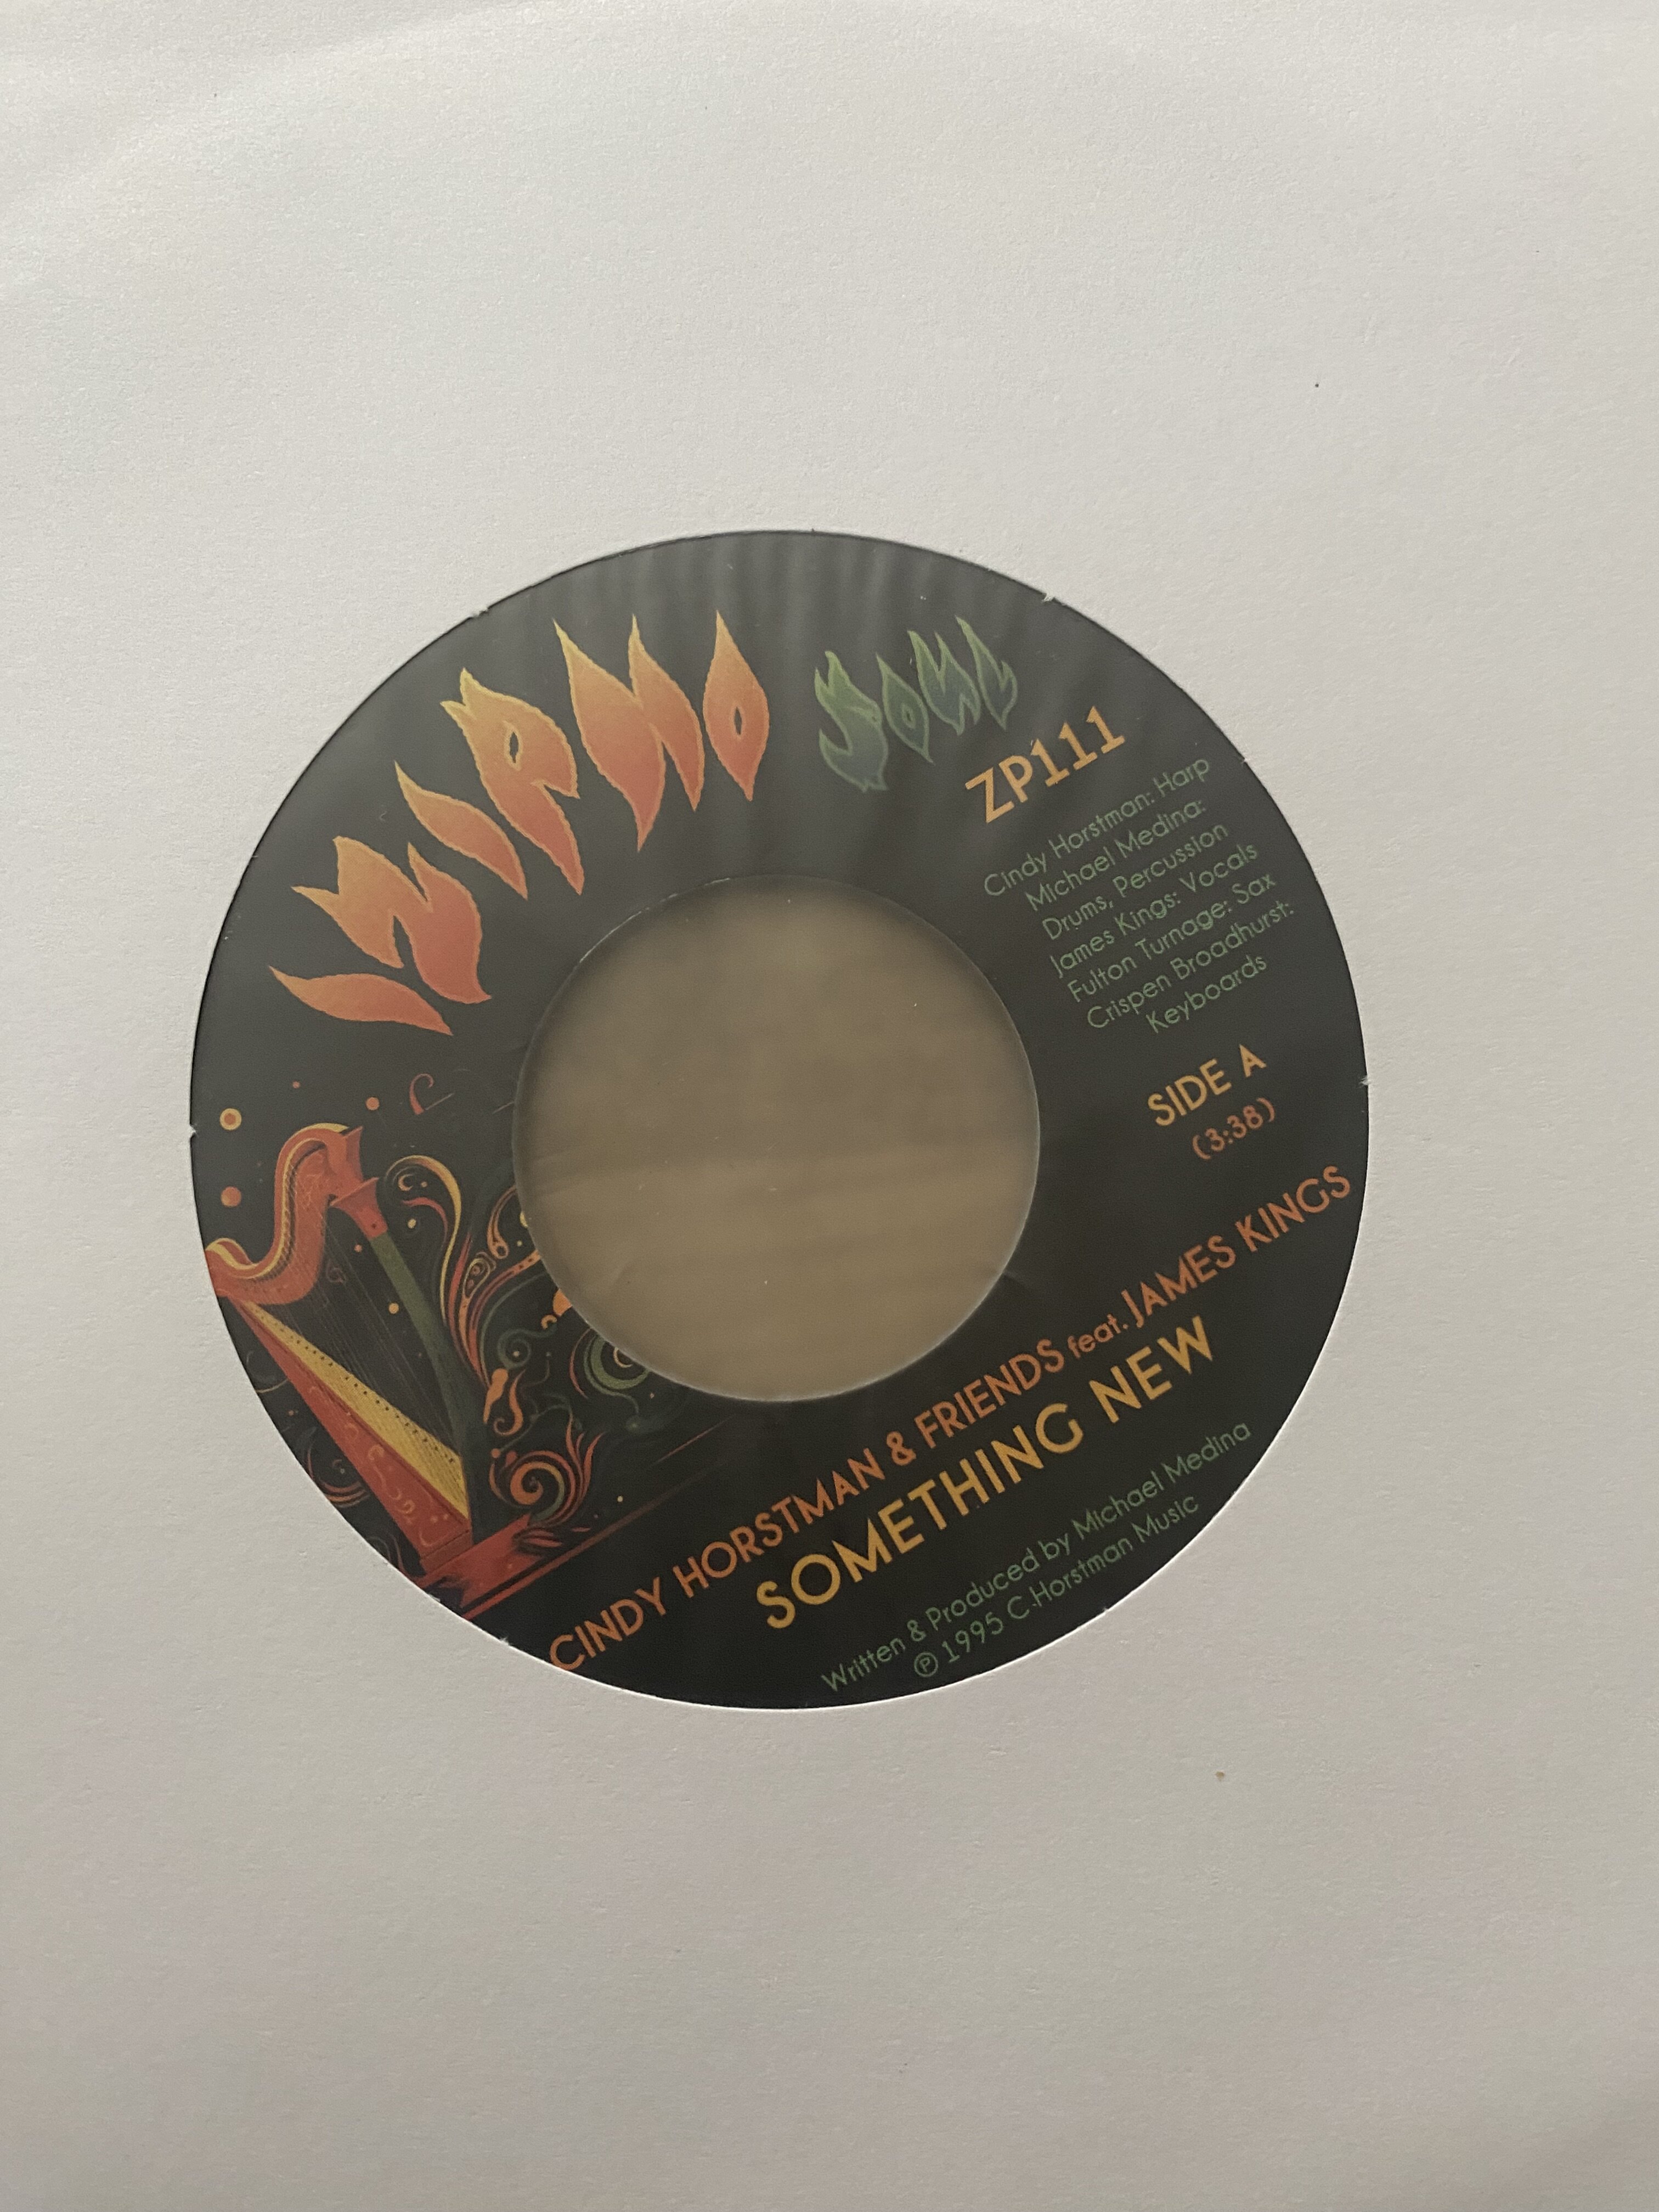 IZIPHO SOUL
ZP111
Cindy Horstman: Harp
Michael Medina:
Drums, Percussion
James Kings: Vocals
Fulton Turnage: Sax
Crispen Broadhurst:
Keyboards
SIDE A
(3:38)
CINDY HORSTMAN & FRIENDS feat. JAMES KINGS
SOMETHING NEW
Written & Produced by Michael Medina
℗ 1995 C.Horstman Music